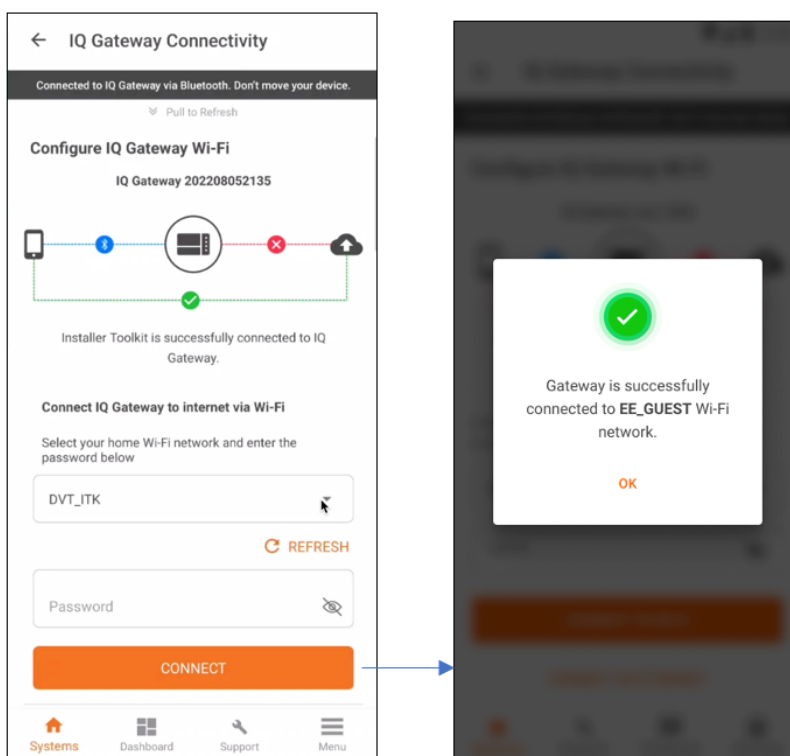 IQ Gateway Connectivity
Connected to IQ Gateway via Bluetooth. Don't move your device.
Pull to Refresh
Configure IQ Gateway Wi-Fi
IQ Gateway 202208052135
Installer Toolkit is successfully connected to IQ
Gateway.
Connect IQ Gateway to internet via Wi-Fi
Select your home Wi-Fi network and enter the
password below
DVT_ITK
REFRESH
Password
CONNECT
Systems Dashboard Support Menu
Gateway is successfully
connected to EE_GUEST Wi-Fi
network.
OK